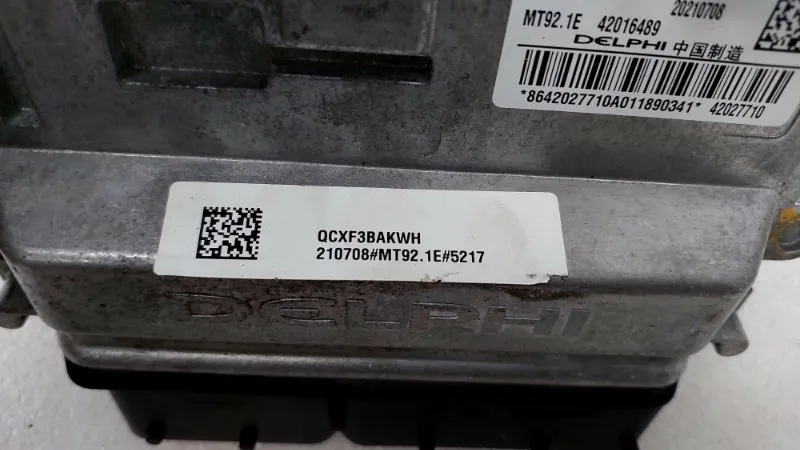 20210708
MT92.1E 42016489
DELPHI 中国制造
*8642027710A011890341* 42027710
QCXF3BAKWH
210708#MT92.1E#5217
DELPHI